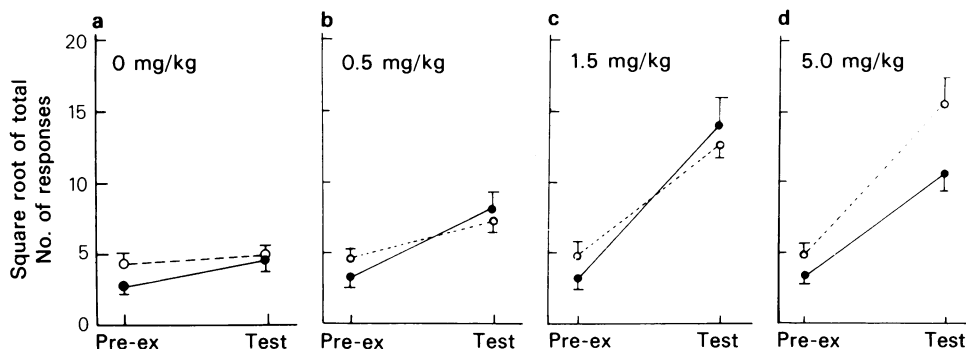 a
b
c
d
0 mg/kg
0.5 mg/kg
1.5 mg/kg
5.0 mg/kg
Square root of total
No. of responses
20
15
10
5
0
Pre-ex Test
Pre-ex Test
Pre-ex Test
Pre-ex Test